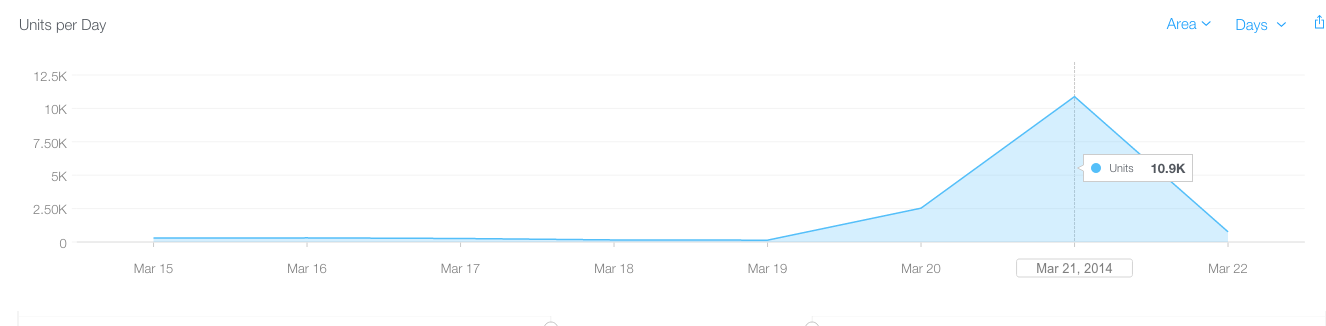 Units per Day
Area
Days
12.5K
10K
7.50K
5K
2.50K
0
Units 10.9K
Mar 15
Mar 16
Mar 17
Mar 18
Mar 19
Mar 20
Mar 21, 2014
Mar 22